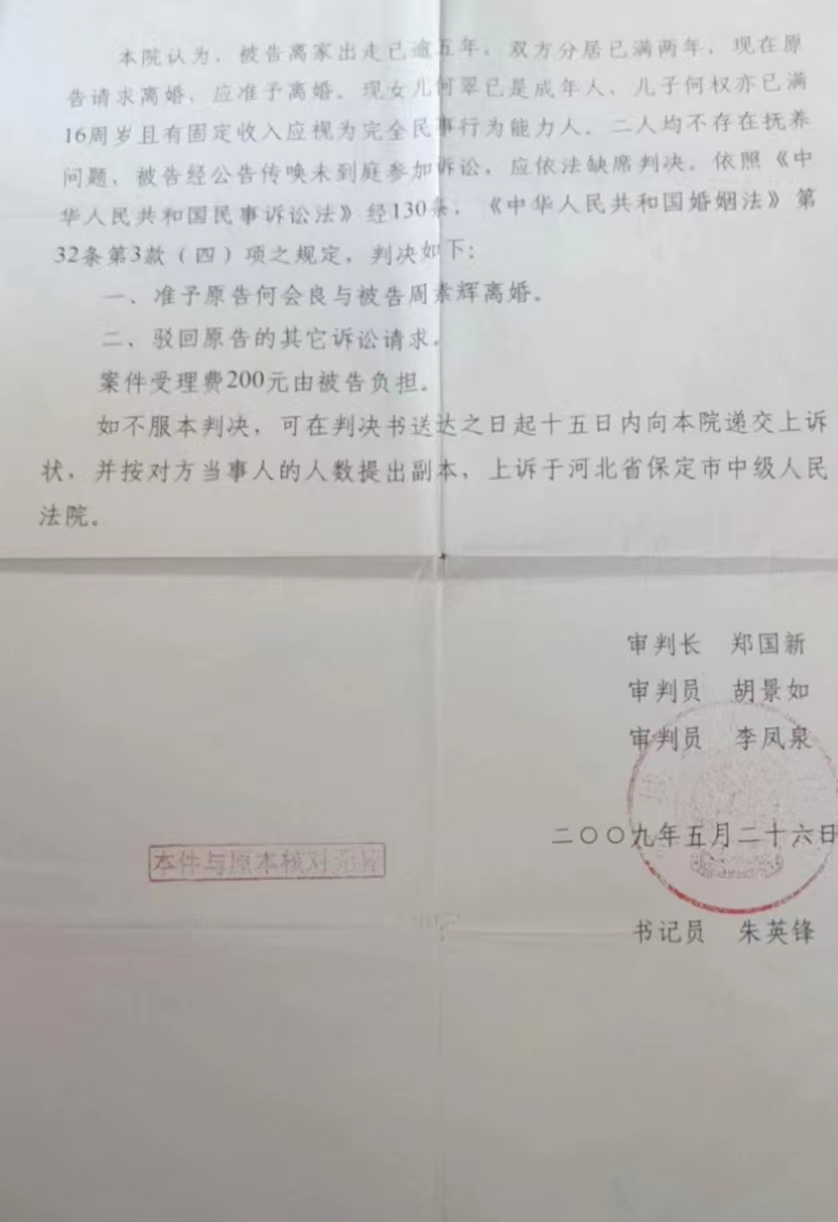 本院认为，被告离家出走已逾五年，双方分居已满两年，现在原
告请求离婚，应准予离婚。现女儿何翠已是成年人、儿子何权亦已满
16周岁且有固定收入应视为完全民事行为能力人。二人均不存在抚养
问题，被告经公告传唤未到庭参加诉讼，应依法缺席判决。依照《中
华人民共和国民事诉讼法》经130条，《中华人民共和国婚姻法》第
32条第3款（四）项之规定，判决如下：
一、准予原告何会良与被告周素辉离婚。
二、驳回原告的其它诉讼请求。
案件受理费200元由被告负担。
如不服本判决，可在判决书送达之日起十五日内向本院递交上诉
状，并按对方当事人的人数提出副本，上诉于河北省保定市中级人民
法院。
审判长 郑国新
审判员 胡景如
审判员 李凤泉
二〇〇九年五月二十六日
本件与原本核对
书记员 朱英锋